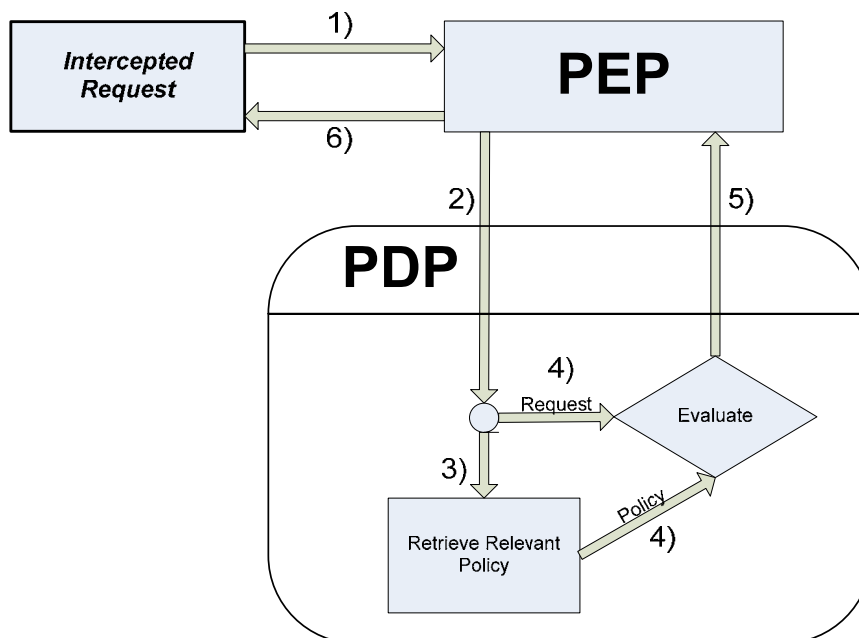 1)
Intercepted
Request
PEP
6)
2)
5)
PDP
4)
Request
Evaluate
3)
Policy
4)
Retrieve Relevant
Policy